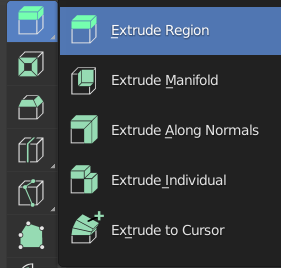 Extrude Region
Extrude Manifold
Extrude Along Normals
Extrude Individual
Extrude to Cursor